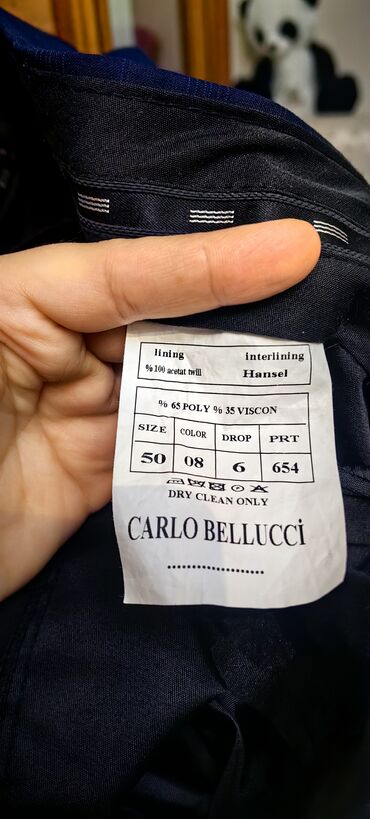 lining interlining
% 100 acetat twill Hansel
% 65 POLY % 35 VISCON
SIZE COLOR DROP PRT
50 08 6 654
DRY CLEAN ONLY
CARLO BELLUCCİ